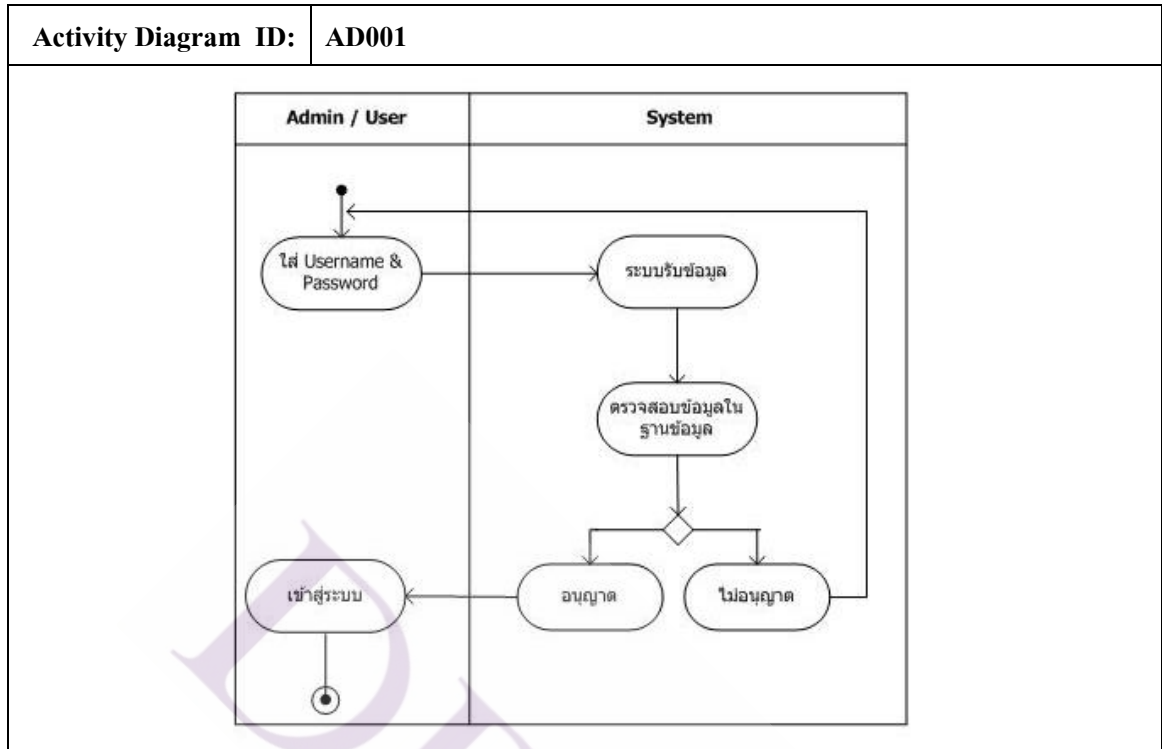 Activity Diagram ID: AD001
Admin / User
System
ใส่ Username &
Password
ระบบรับข้อมูล
ตรวจสอบข้อมูลใน
ฐานข้อมูล
เข้าสู่ระบบ
อนุญาต
ไม่อนุญาต